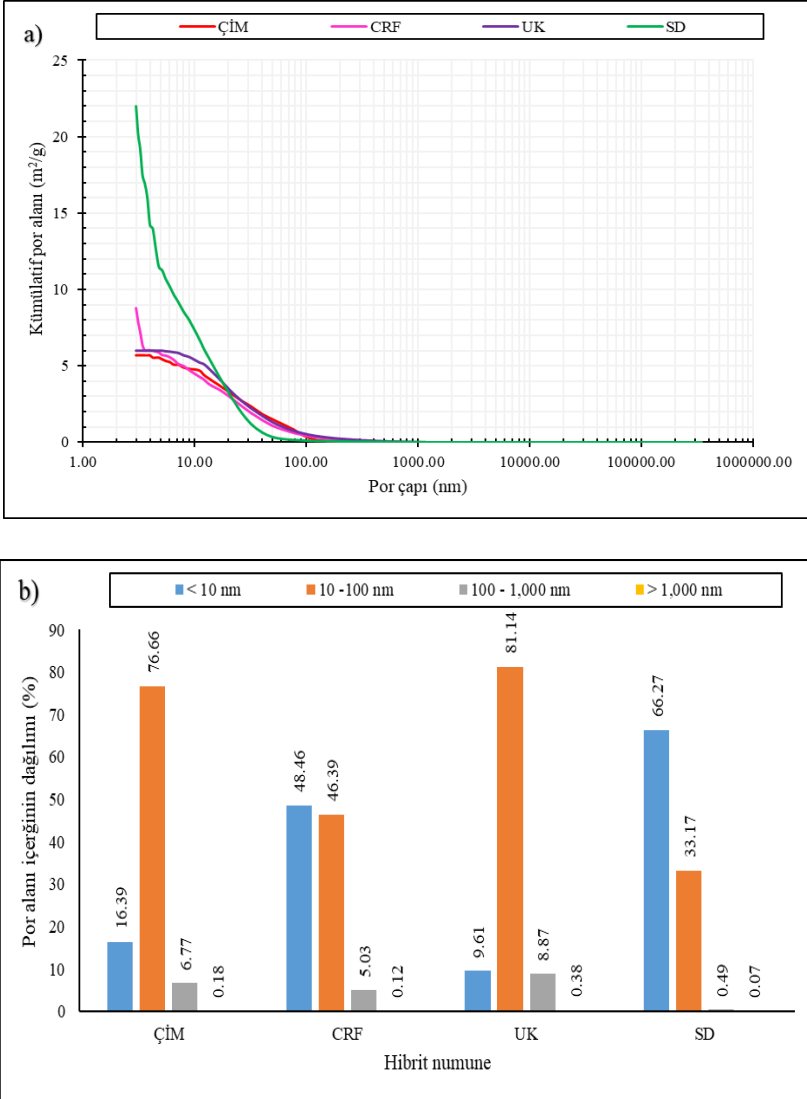 a)
ÇİM CRF UK SD
Kümülatif por alanı (m²/g)
25
20
15
10
5
0
1.00 10.00 100.00 1000.00 10000.00 100000.00 1000000.00
Por çapı (nm)
b)
< 10 nm 10 -100 nm 100 - 1,000 nm > 1,000 nm
Por alanı içerğinin dağılımı (%)
90
80
70
60
50
40
30
20
10
0
16.39 76.66 6.77 0.18
48.46 46.39 5.03 0.12
9.61 81.14 8.87 0.38
66.27 33.17 0.49 0.07
ÇİM CRF UK SD
Hibrit numune